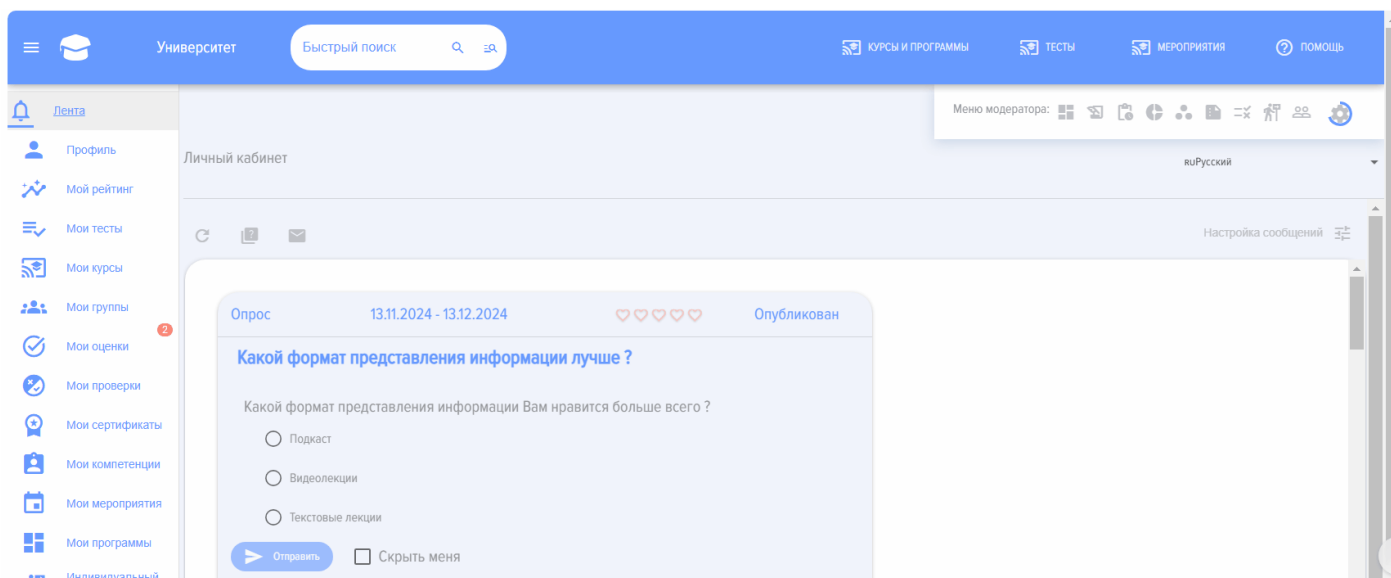 Университет
Быстрый поиск
КУРСЫ И ПРОГРАММЫ
ТЕСТЫ
МЕРОПРИЯТИЯ
ПОМОЩЬ
Меню модератора:
Лента
Профиль
Мой рейтинг
Мои тесты
Мои курсы
Мои группы
2
Мои оценки
Мои проверки
Мои сертификаты
Мои компетенции
Мои мероприятия
Мои программы
Индивидуальный
Личный кабинет
RUРусский
Настройка сообщений
Опрос 13.11.2024 - 13.12.2024 Опубликован
Какой формат представления информации лучше ?
Какой формат представления информации Вам нравится больше всего ?
Подкаст
Видеолекции
Текстовые лекции
Отправить Скрыть меня